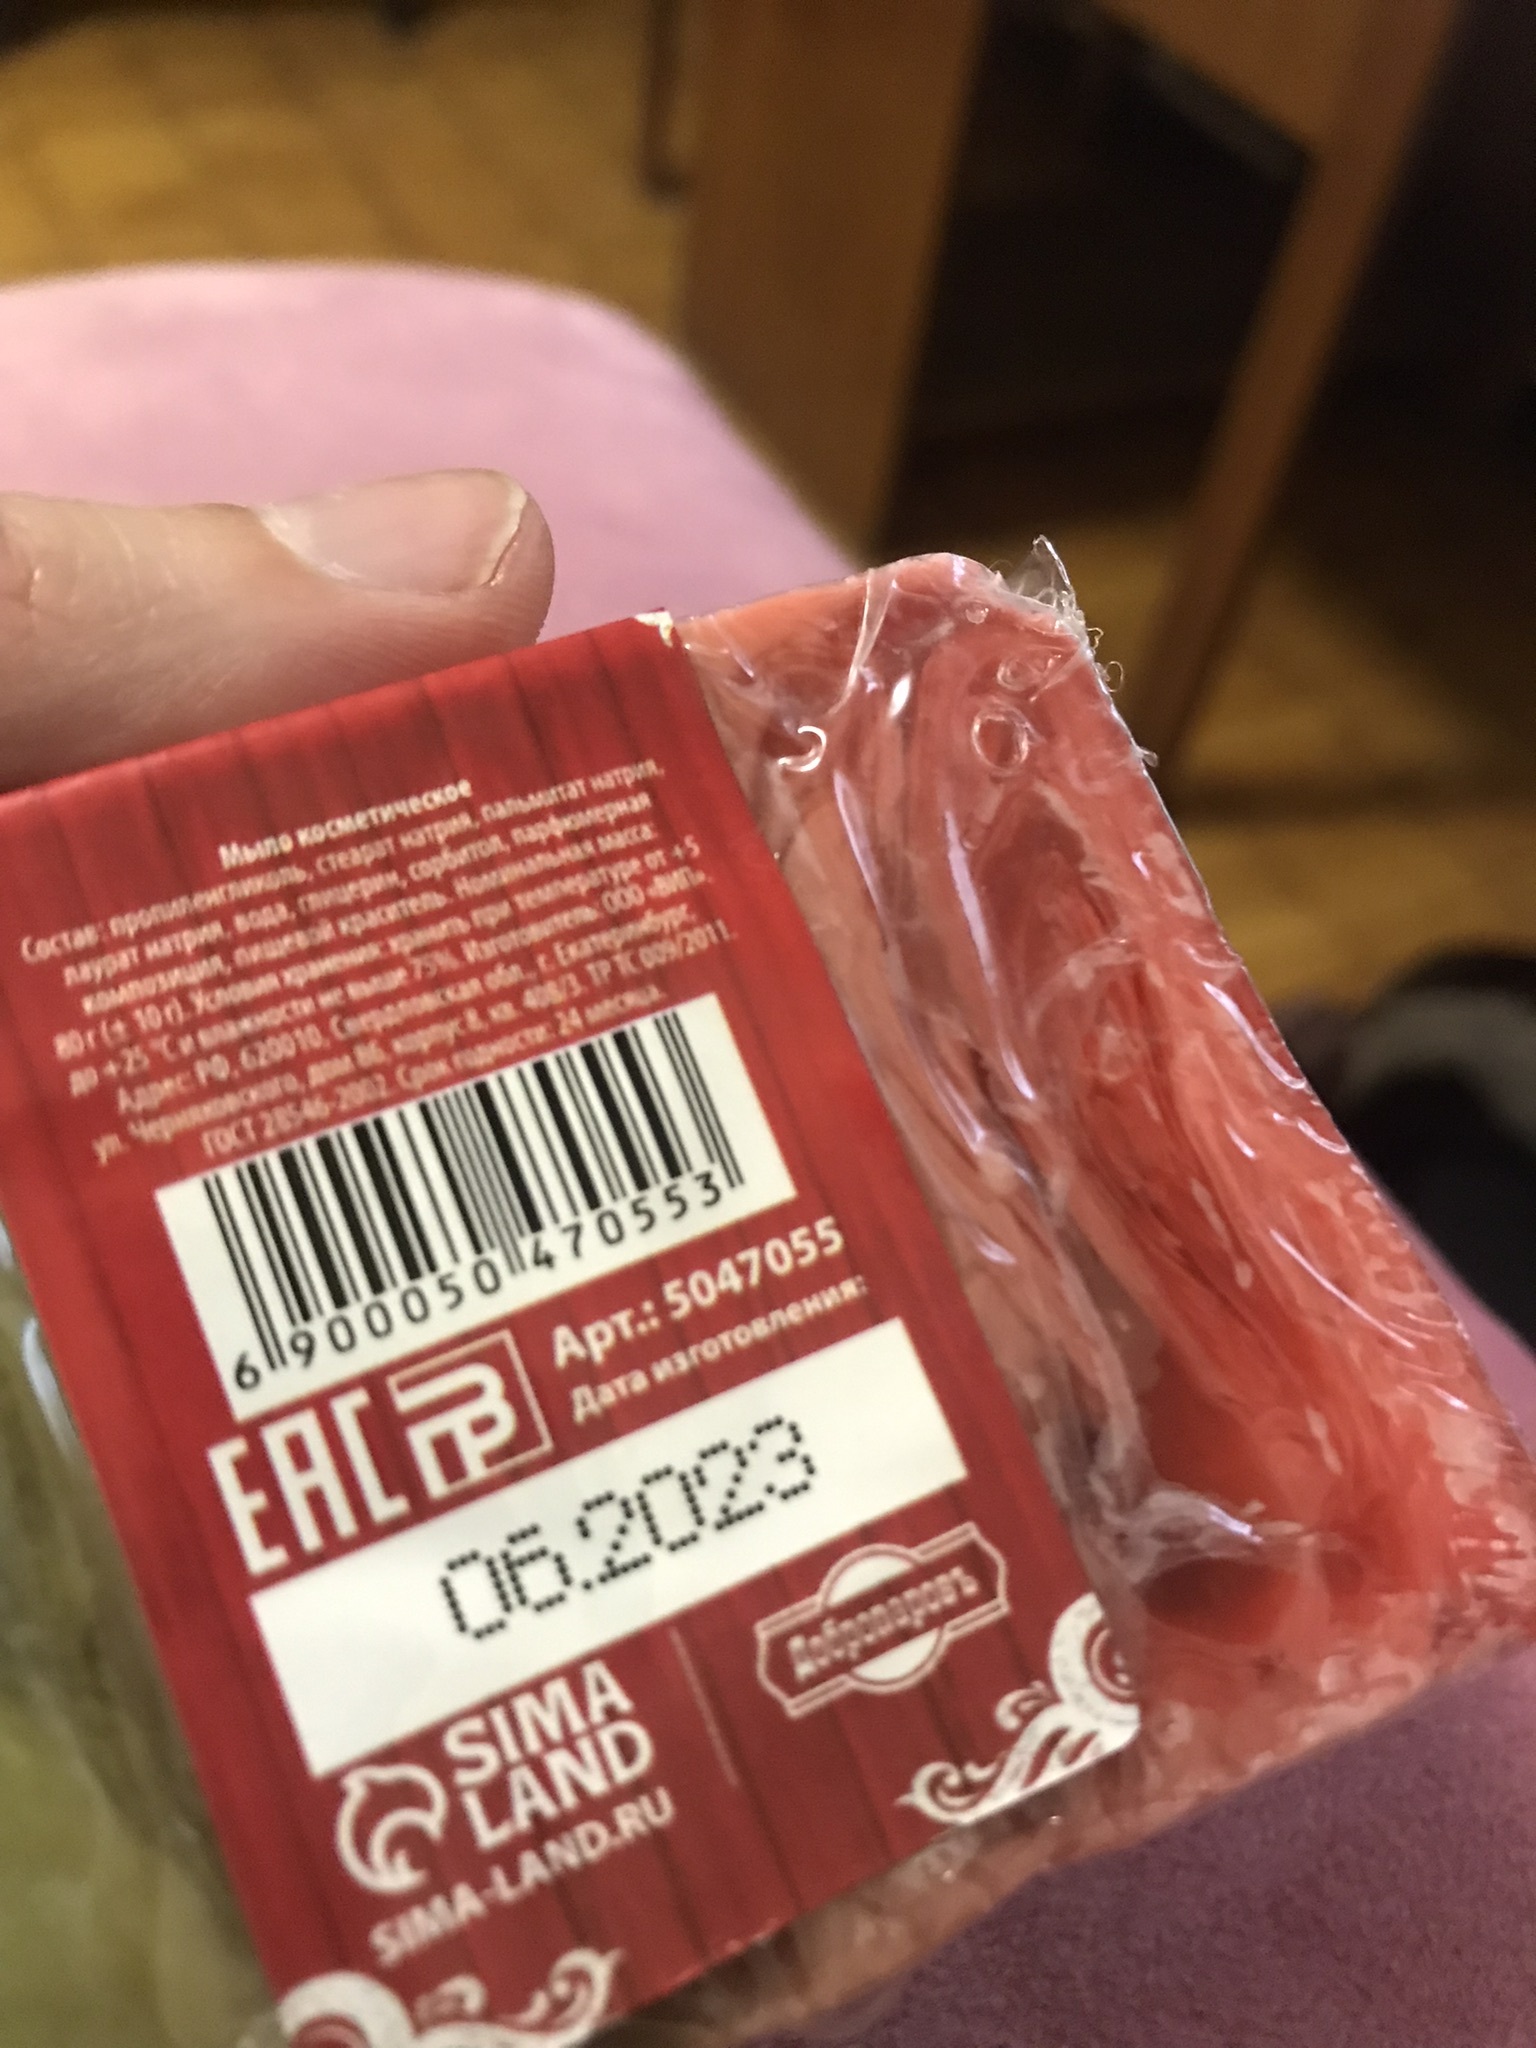 Мыло косметическое
Состав: пропиленгликоль, стеарат натрия, пальмитат натрия,
лаурат натрия, вода, глицерин, сорбитол, парфюмерная
композиция, пищевой краситель. Номинальная масса:
80 г (± 10 г). Условия хранения: хранить при температуре от +5
до +25 °C и влажности не выше 75%. Изготовитель: ООО «ВИП».
Адрес: РФ, 620010, Свердловская обл., г. Екатеринбург,
ул. Черняховского, дом 86, корпус 8, кв. 408/3. ТР ТС 009/2011.
ГОСТ 28546-2002. Срок годности: 24 месяца.
6 900050 470553
Арт.: 5047055
Дата изготовления:
EAC
06.2023
SIMA
LAND
SIMA-LAND.RU
Добропаровъ